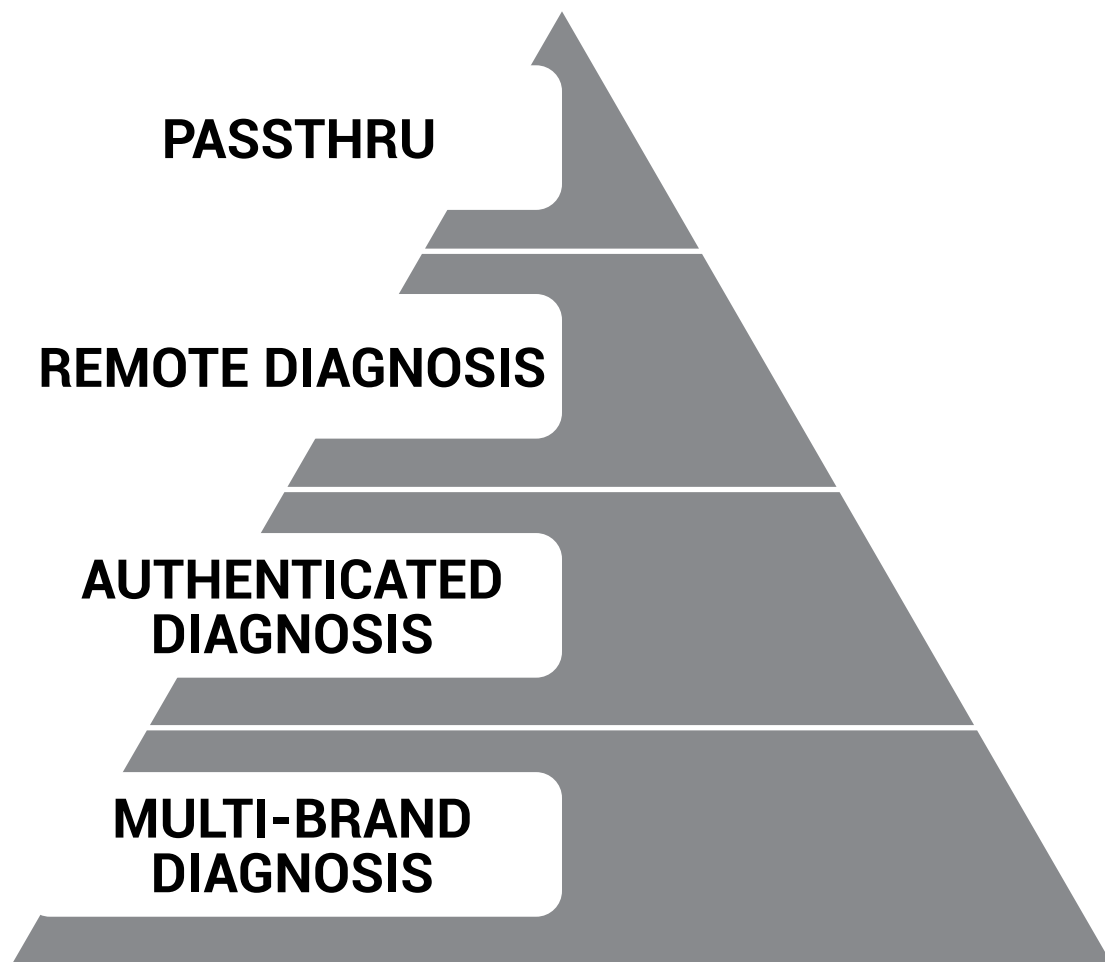 PASSTHRU
REMOTE DIAGNOSIS
AUTHENTICATED
DIAGNOSIS
MULTI-BRAND
DIAGNOSIS